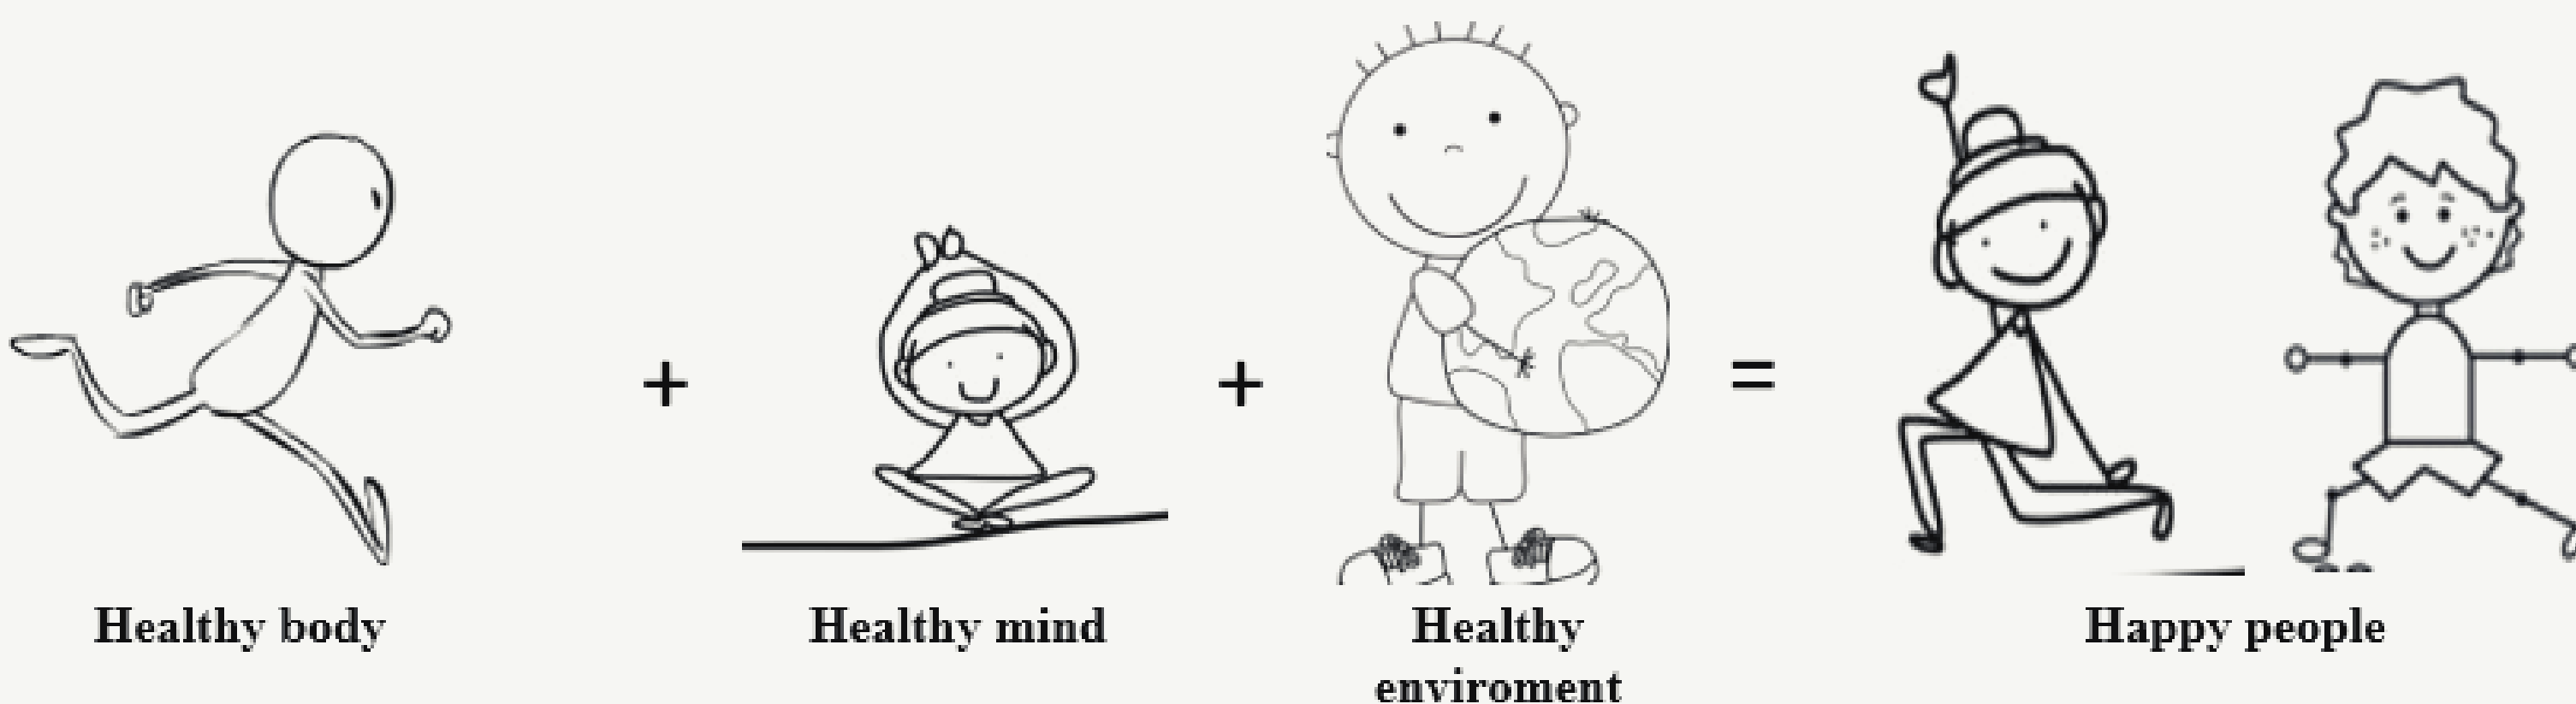 + + =
Healthy body Healthy mind Healthy Happy people
enviroment